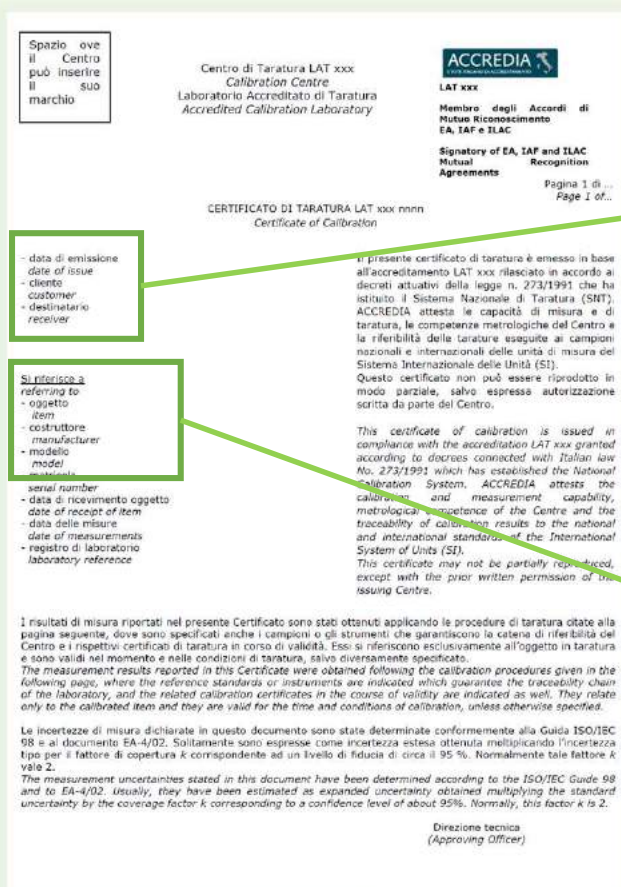 Spazio ove
il Centro
può inserire
il suo
marchio
Centro di Taratura LAT xxx
Calibration Centre
Laboratorio Accreditato di Taratura
Accredited Calibration Laboratory
ACCREDIA
LAT xxx
Membro degli Accordi di
Mutuo Riconoscimento
EA, IAF e ILAC
Signatory of EA, IAF and ILAC
Mutual Recognition
Agreements
Pagina 1 di ...
Page 1 of...
CERTIFICATO DI TARATURA LAT xxx nnnn
Certificate of Calibration
- data di emissione
date of issue
- cliente
customer
- destinatario
receiver
Si riferisce a
referring to
- oggetto
item
- costruttore
manufacturer
- modello
model
- matricola
serial number
- data di ricevimento oggetto
date of receipt of item
- data delle misure
date of measurements
- registro di laboratorio
laboratory reference
Il presente certificato di taratura è emesso in base
all'accreditamento LAT xxx rilasciato in accordo ai
decreti attuativi della legge n. 273/1991 che ha
istituito il Sistema Nazionale di Taratura (SNT).
ACCREDIA attesta le capacità di misura e di
taratura, le competenze metrologiche del Centro e
la riferibilità delle tarature eseguite ai campioni
nazionali e internazionali delle unità di misura del
Sistema Internazionale delle Unità (SI).
Questo certificato non può essere riprodotto in
modo parziale, salvo espressa autorizzazione
scritta da parte del Centro.
This certificate of calibration is issued in
compliance with the accreditation LAT xxx granted
according to decrees connected with Italian law
No. 273/1991 which has established the National
Calibration System. ACCREDIA attests the
calibration and measurement capability,
metrological competence of the Centre and the
traceability of calibration results to the national
and international standards of the International
System of Units (SI).
This certificate may not be partially reproduced,
except with the prior written permission of the
issuing Centre.
I risultati di misura riportati nel presente Certificato sono stati ottenuti applicando le procedure di taratura citate alla
pagina seguente, dove sono specificati anche i campioni o gli strumenti che garantiscono la catena di riferibilità del
Centro e i rispettivi certificati di taratura in corso di validità. Essi si riferiscono esclusivamente all'oggetto in taratura
e sono validi nel momento e nelle condizioni di taratura, salvo diversamente specificato.
The measurement results reported in this Certificate were obtained following the calibration procedures given in the
following page, where the reference standards or instruments are indicated which guarantee the traceability chain
of the laboratory, and the related calibration certificates in the course of validity are indicated as well. They relate
only to the calibrated item and they are valid for the time and conditions of calibration, unless otherwise specified.
Le incertezze di misura dichiarate in questo documento sono state determinate conformemente alla Guida ISO/IEC
98 e al documento EA-4/02. Solitamente sono espresse come incertezza estesa ottenuta moltiplicando l'incertezza
tipo per il fattore di copertura k corrispondente ad un livello di fiducia di circa il 95 %. Normalmente tale fattore k
vale 2.
The measurement uncertainties stated in this document have been determined according to the ISO/IEC Guide 98
and to EA-4/02. Usually, they have been estimated as expanded uncertainty obtained multiplying the standard
uncertainty by the coverage factor k corresponding to a confidence level of about 95%. Normally, this factor k is 2.
Direzione tecnica
(Approving Officer)